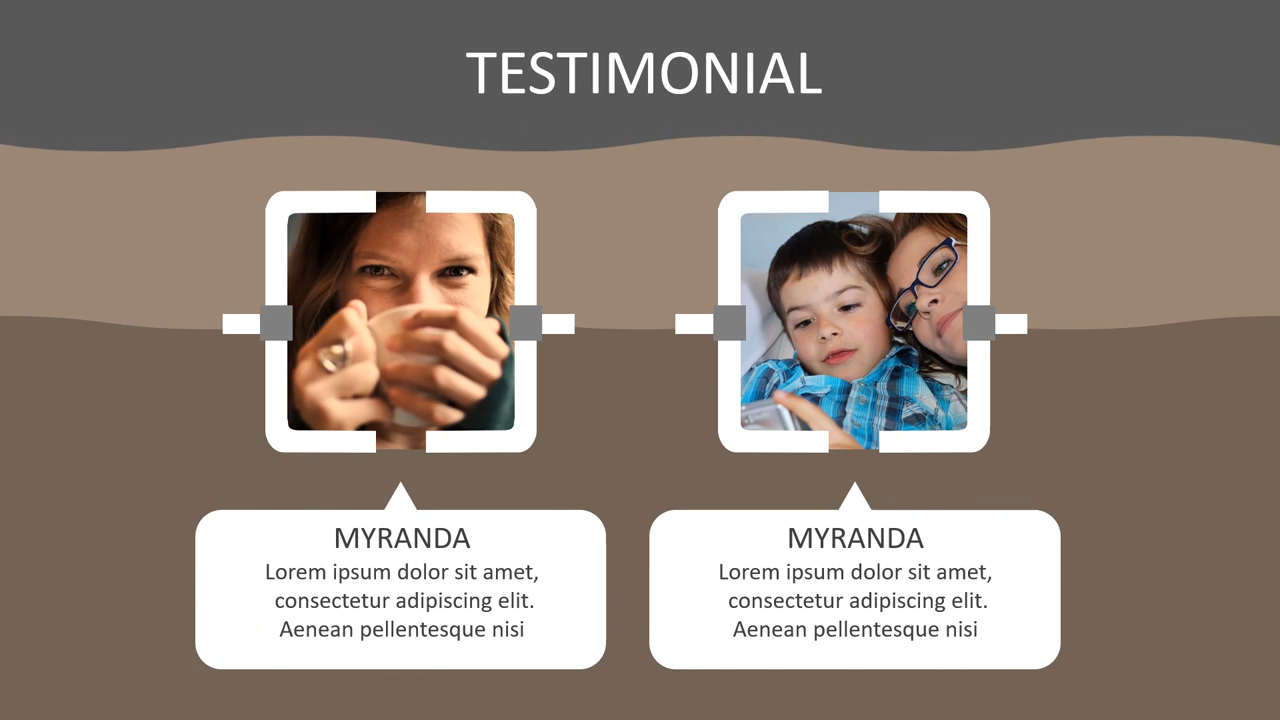 TESTIMONIAL
MYRANDA
Lorem ipsum dolor sit amet,
consectetur adipiscing elit.
Aenean pellentesque nisi
MYRANDA
Lorem ipsum dolor sit amet,
consectetur adipiscing elit.
Aenean pellentesque nisi